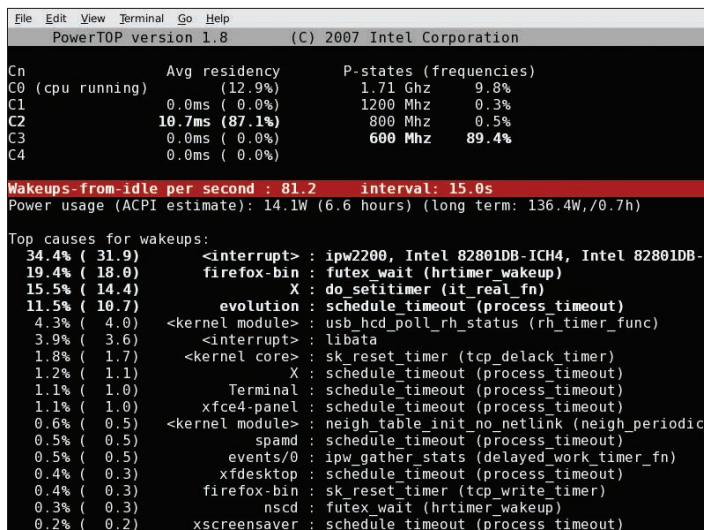 File Edit View Terminal Go Help
PowerTOP version 1.8 (C) 2007 Intel Corporation
Cn Avg residency P-states (frequencies)
C0 (cpu running) (12.9%) 1.71 Ghz 9.8%
C1 0.0ms ( 0.0%) 1200 Mhz 0.3%
C2 10.7ms (87.1%) 800 Mhz 0.5%
C3 0.0ms ( 0.0%) 600 Mhz 89.4%
C4 0.0ms ( 0.0%)
Wakeups-from-idle per second : 81.2 interval: 15.0s
Power usage (ACPI estimate): 14.1W (6.6 hours) (long term: 136.4W,/0.7h)
Top causes for wakeups:
34.4% ( 31.9) <interrupt> : ipw2200, Intel 82801DB-ICH4, Intel 82801DB-
19.4% ( 18.0) firefox-bin : futex_wait (hrtimer_wakeup)
15.5% ( 14.4) X : do_setitimer (it_real_fn)
11.5% ( 10.7) evolution : schedule_timeout (process_timeout)
4.3% ( 4.0) <kernel module> : usb_hcd_poll_rh_status (rh_timer_func)
3.9% ( 3.6) <interrupt> : libata
1.8% ( 1.7) <kernel core> : sk_reset_timer (tcp_delack_timer)
1.2% ( 1.1) X : schedule_timeout (process_timeout)
1.1% ( 1.0) Terminal : schedule_timeout (process_timeout)
1.1% ( 1.0) xfce4-panel : schedule_timeout (process_timeout)
0.6% ( 0.5) <kernel module> : neigh_table_init_no_netlink (neigh_periodic
0.5% ( 0.5) spamd : schedule_timeout (process_timeout)
0.5% ( 0.5) events/0 : ipw_gather_stats (delayed_work_timer_fn)
0.4% ( 0.3) xfdesktop : schedule_timeout (process_timeout)
0.4% ( 0.3) firefox-bin : sk_reset_timer (tcp_write_timer)
0.3% ( 0.3) nscd : futex_wait (hrtimer_wakeup)
0.2% ( 0.2) xscreensaver : schedule_timeout (process_timeout)